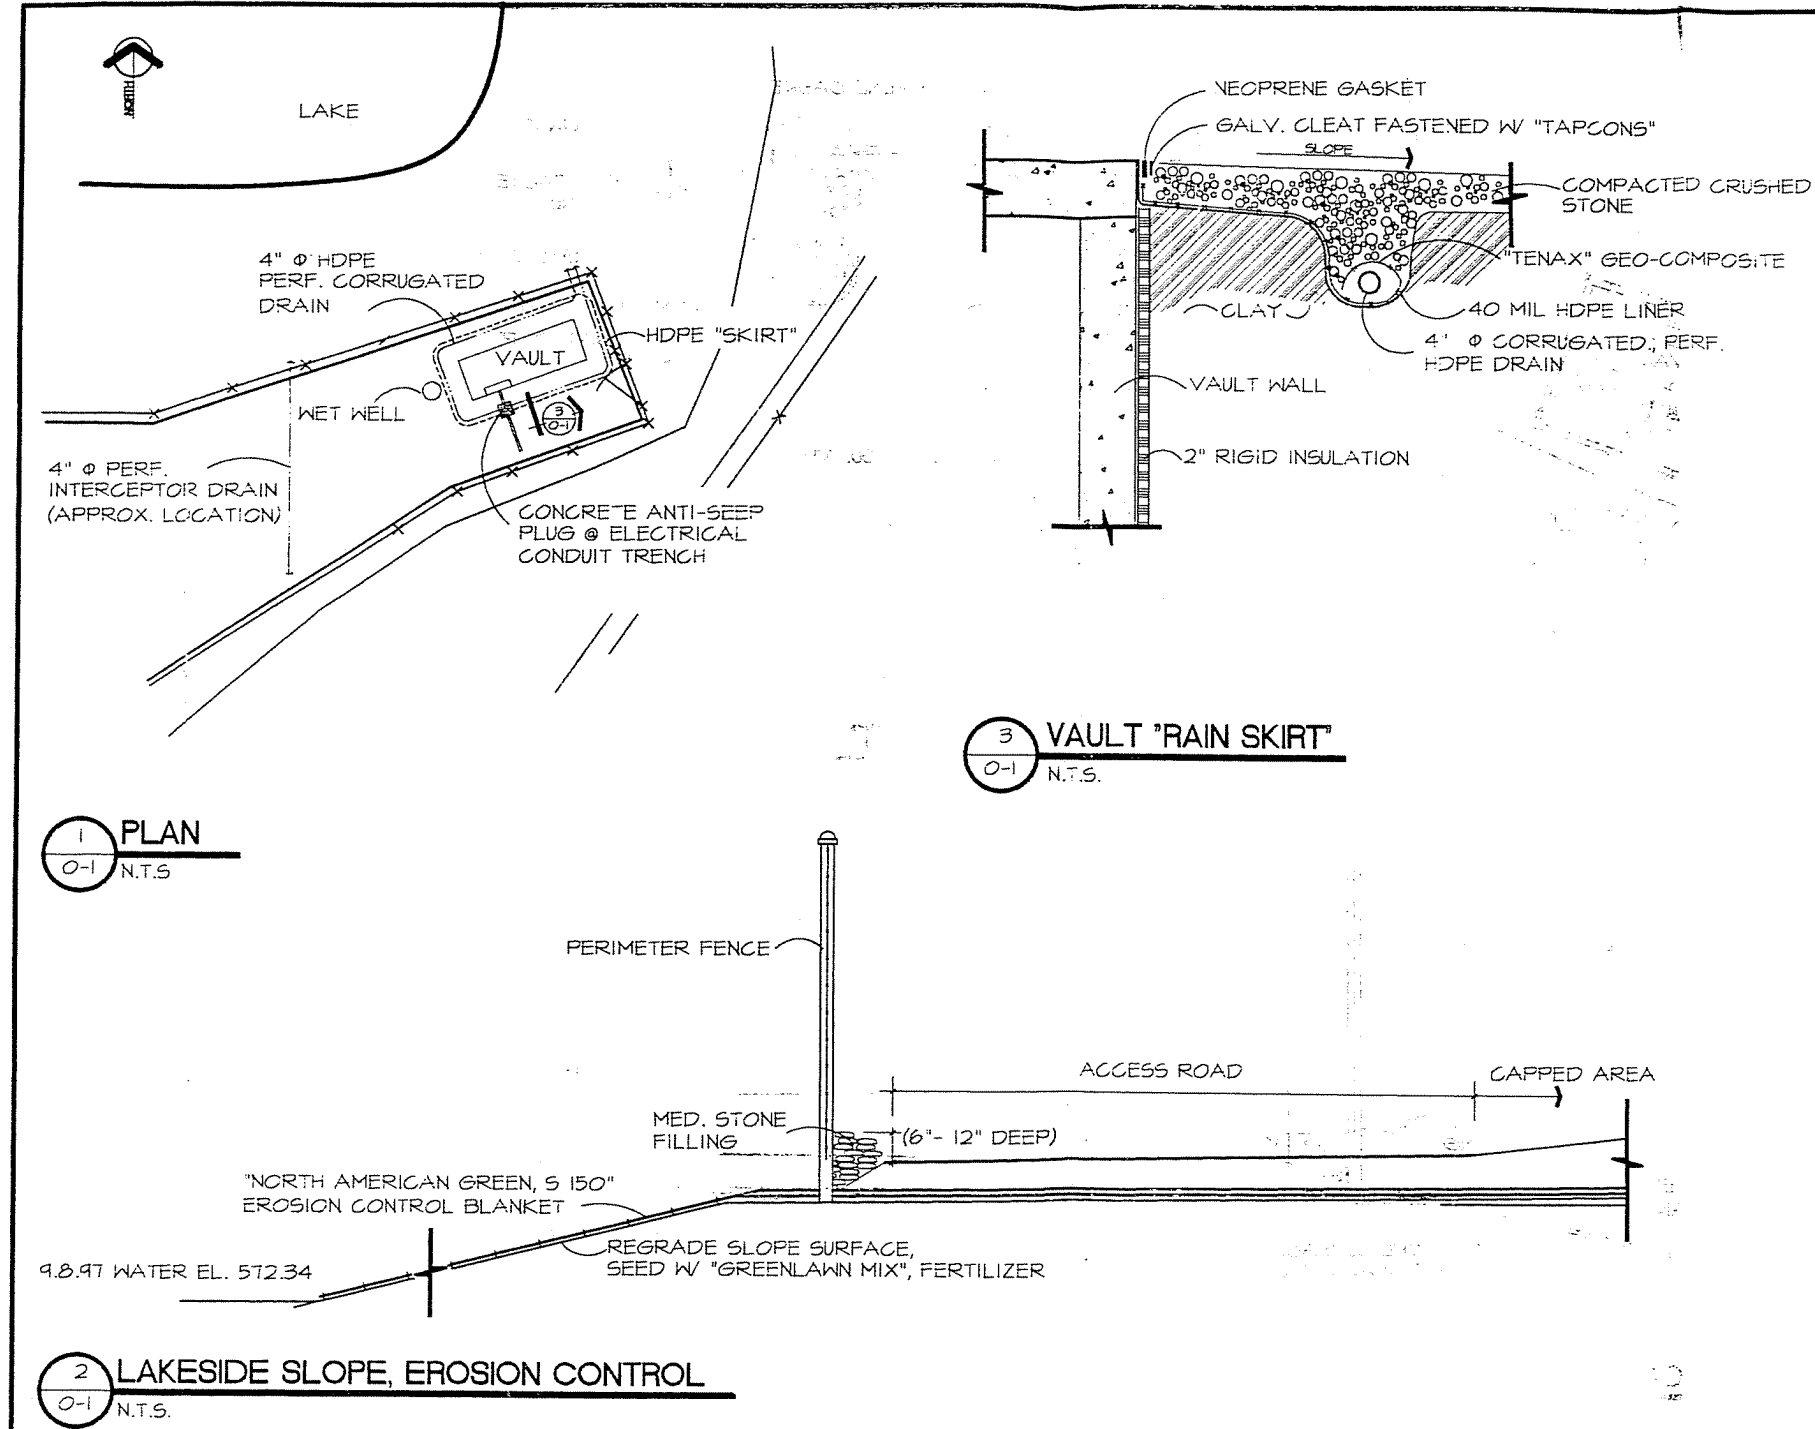 NORTH
LAKE
4" Φ HDPE
PERF. CORRUGATED
DRAIN
HDPE "SKIRT"
VAULT
WET WELL
3
O-1
4" Φ PERF.
INTERCEPTOR DRAIN
(APPROX. LOCATION)
CONCRETE ANTI-SEEP
PLUG @ ELECTRICAL
CONDUIT TRENCH
1
O-1
PLAN
N.T.S
NEOPRENE GASKET
GALV. CLEAT FASTENED W/ "TAPCONS"
SLOPE
COMPACTED CRUSHED
STONE
"TENAX" GEO-COMPOSITE
CLAY
40 MIL HDPE LINER
4" Φ CORRUGATED, PERF.
HDPE DRAIN
VAULT WALL
2" RIGID INSULATION
3
O-1
VAULT "RAIN SKIRT"
N.T.S.
PERIMETER FENCE
ACCESS ROAD
CAPPED AREA
MED. STONE
FILLING
(6"- 12" DEEP)
"NORTH AMERICAN GREEN, S 150"
EROSION CONTROL BLANKET
REGRADE SLOPE SURFACE,
SEED W/ "GREENLAWN MIX", FERTILIZER
9.8.97 WATER EL. 572.34
2
O-1
LAKESIDE SLOPE, EROSION CONTROL
N.T.S.